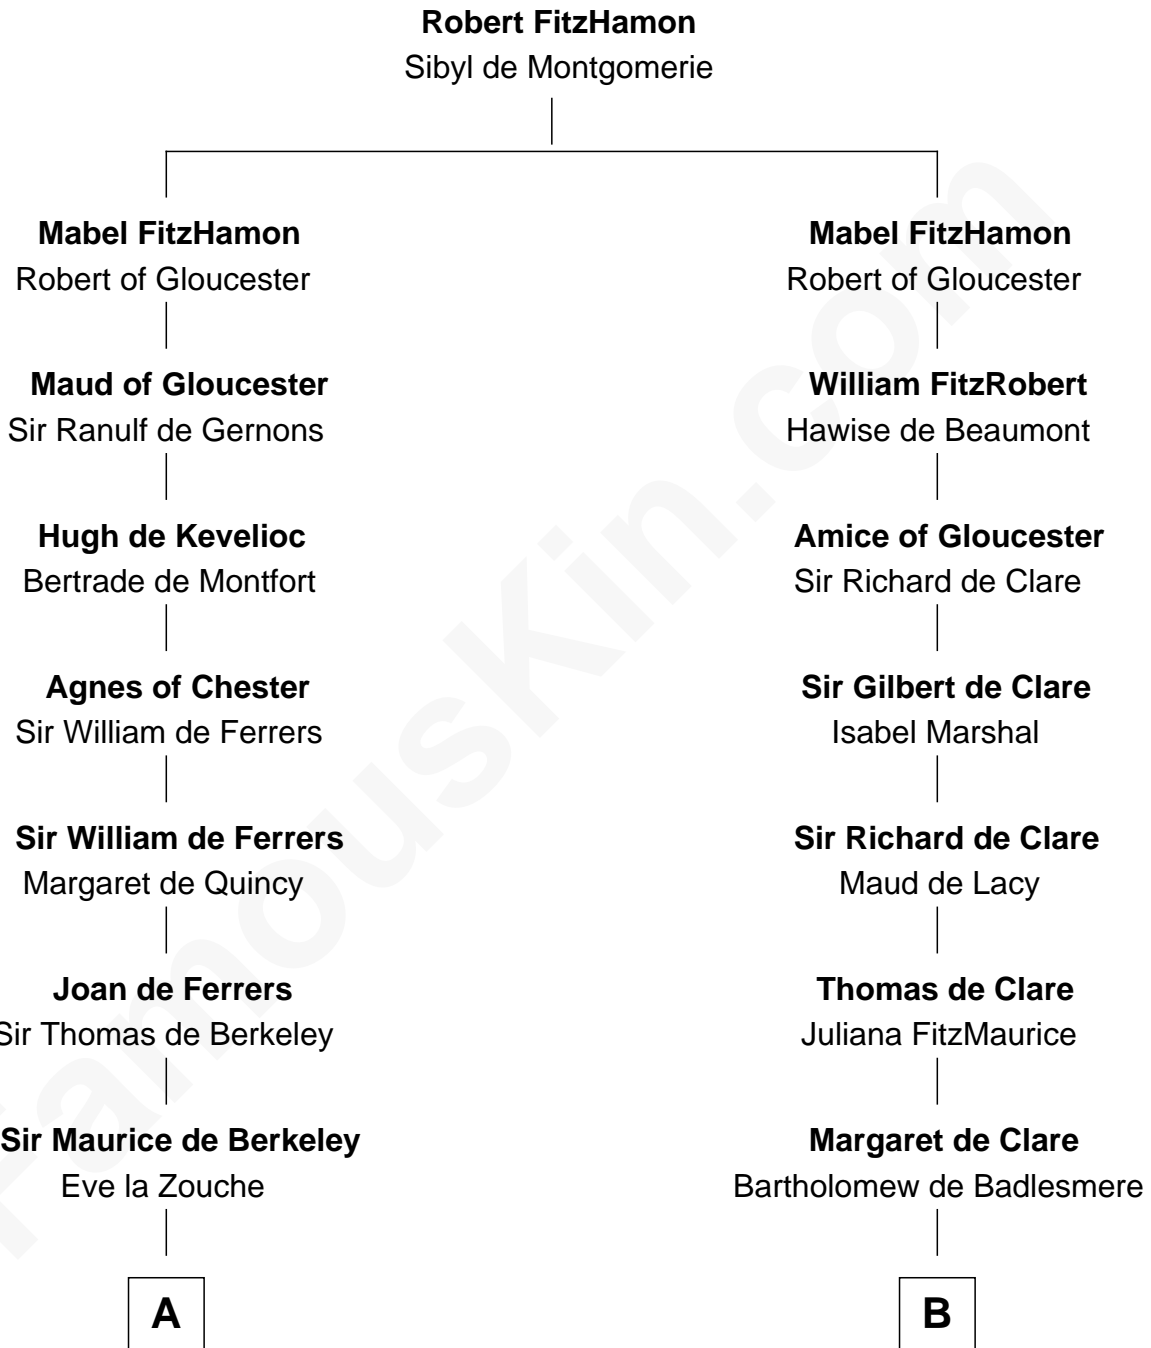 Robert FitzHamon
Sibyl de Montgomerie
Mabel FitzHamon
Robert of Gloucester
Maud of Gloucester
Sir Ranulf de Gernons
Hugh de Kevelioc
Bertrade de Montfort
Agnes of Chester
Sir William de Ferrers
Sir William de Ferrers
Margaret de Quincy
Joan de Ferrers
Sir Thomas de Berkeley
Sir Maurice de Berkeley
Eve la Zouche
A
Mabel FitzHamon
Robert of Gloucester
William FitzRobert
Hawise de Beaumont
Amice of Gloucester
Sir Richard de Clare
Sir Gilbert de Clare
Isabel Marshal
Sir Richard de Clare
Maud de Lacy
Thomas de Clare
Juliana FitzMaurice
Margaret de Clare
Bartholomew de Badlesmere
B
FamousKin.com